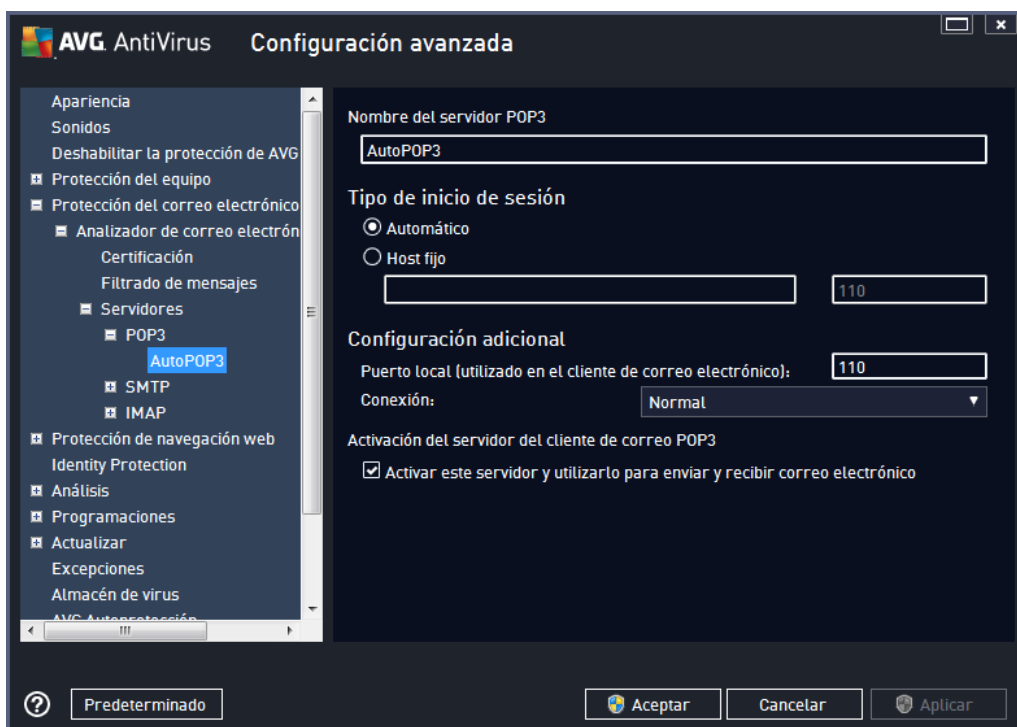 AVG AntiVirus Configuración avanzada
Apariencia
Sonidos
Deshabilitar la protección de AVG
Protección del equipo
Protección del correo electrónico
Analizador de correo electrón
Certificación
Filtrado de mensajes
Servidores
POP3
AutoPOP3
SMTP
IMAP
Protección de navegación web
Identity Protection
Análisis
Programaciones
Actualizar
Excepciones
Almacén de virus
AVG Autoprotección
Nombre del servidor POP3
AutoPOP3
Tipo de inicio de sesión
Automático
Host fijo
110
Configuración adicional
Puerto local (utilizado en el cliente de correo electrónico): 110
Conexión: Normal
Activación del servidor del cliente de correo POP3
Activar este servidor y utilizarlo para enviar y recibir correo electrónico
? Predeterminado Aceptar Cancelar Aplicar